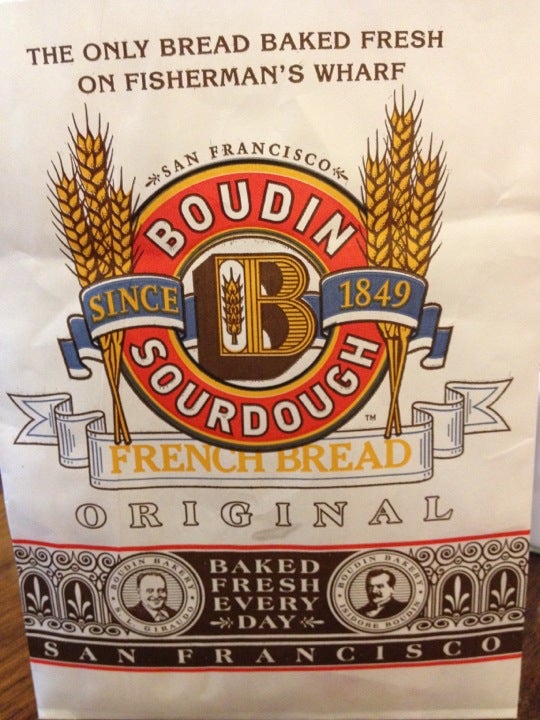 THE ONLY BREAD BAKED FRESH
ON FISHERMAN'S WHARF
SAN FRANCISCO
BOUDIN
SINCE B 1849
SOURDOUGH
TM
FRENCH BREAD
ORIGINAL
BAKED
FRESH
EVERY
DAY
BOUDIN BAKERY
S. L. GIRAUDO
BOUDIN BAKERY
ISIDORE BOUDIN
SAN FRANCISCO